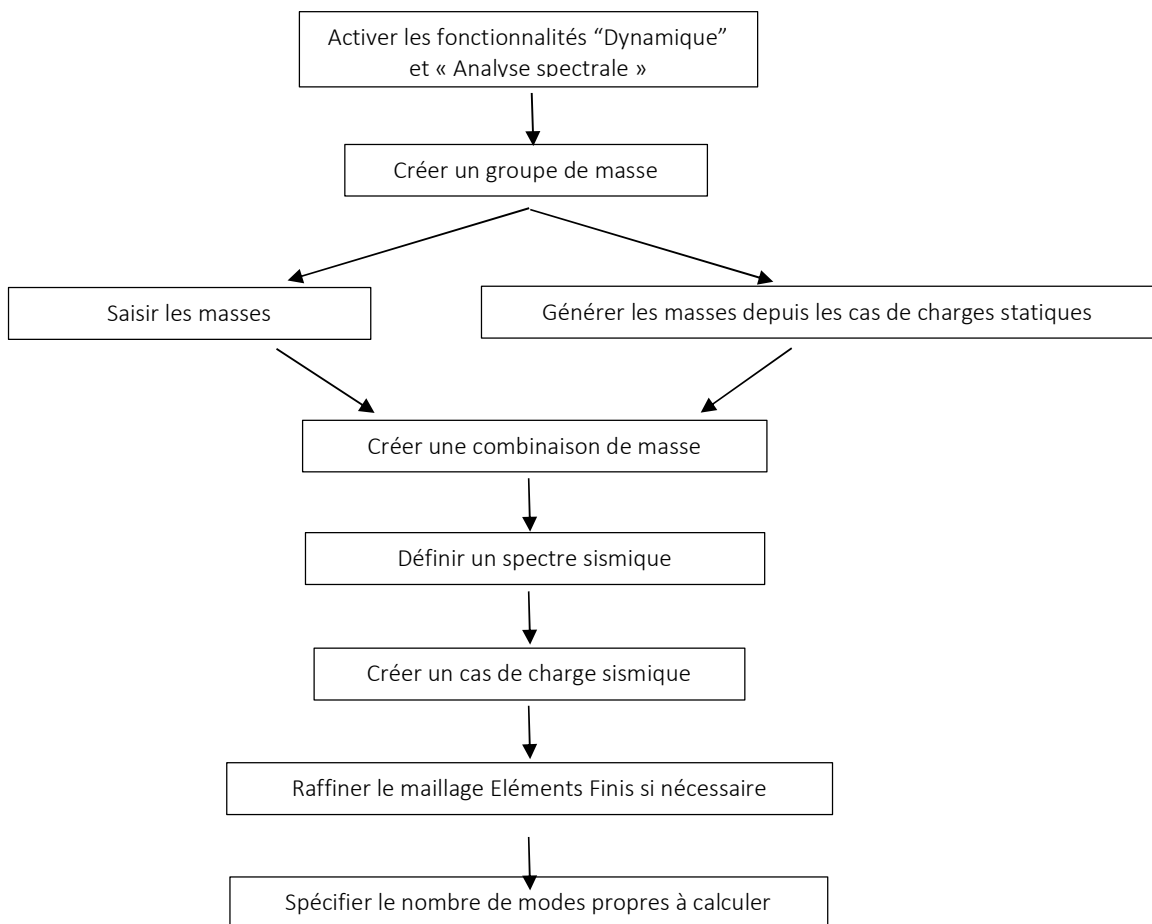 Activer les fonctionnalités “Dynamique”
et « Analyse spectrale »
Créer un groupe de masse
Saisir les masses
Générer les masses depuis les cas de charges statiques
Créer une combinaison de masse
Définir un spectre sismique
Créer un cas de charge sismique
Raffiner le maillage Eléments Finis si nécessaire
Spécifier le nombre de modes propres à calculer